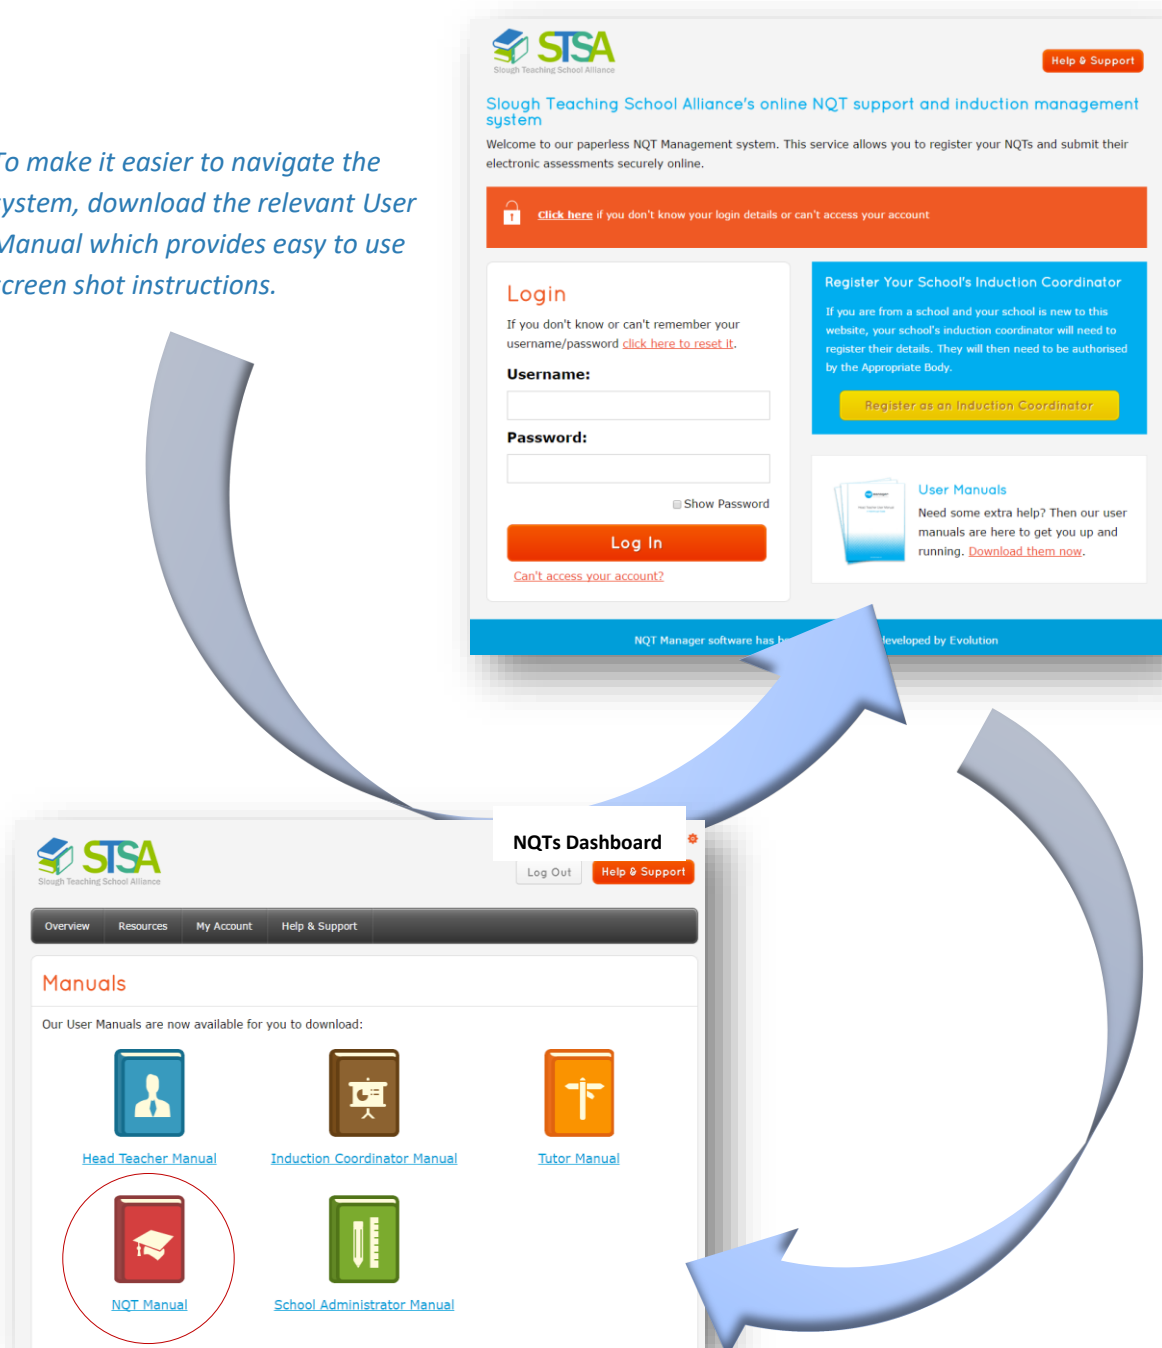 STSA
Slough Teaching School Alliance
Help & Support
Slough Teaching School Alliance's online NQT support and induction management
system
Welcome to our paperless NQT Management system. This service allows you to register your NQTs and submit their
electronic assessments securely online.
To make it easier to navigate the
system, download the relevant User
Manual which provides easy to use
screen shot instructions.
Click here if you don't know your login details or can't access your account
Login
If you don't know or can't remember your
username/password click here to reset it.
Username:
Password:
Show Password
Log In
Can't access your account?
Register Your School's Induction Coordinator
If you are from a school and your school is new to this
website, your school's induction coordinator will need to
register their details. They will then need to be authorised
by the Appropriate Body.
Register as an Induction Coordinator
User Manuals
Need some extra help? Then our user
manuals are here to get you up and
running. Download them now.
NQT Manager software has b developed by Evolution
NQTs Dashboard
STSA
Slough Teaching School Alliance
Log Out
Help & Support
Overview Resources My Account Help & Support
Manuals
Our User Manuals are now available for you to download:
Head Teacher Manual
Induction Coordinator Manual
Tutor Manual
NQT Manual
School Administrator Manual